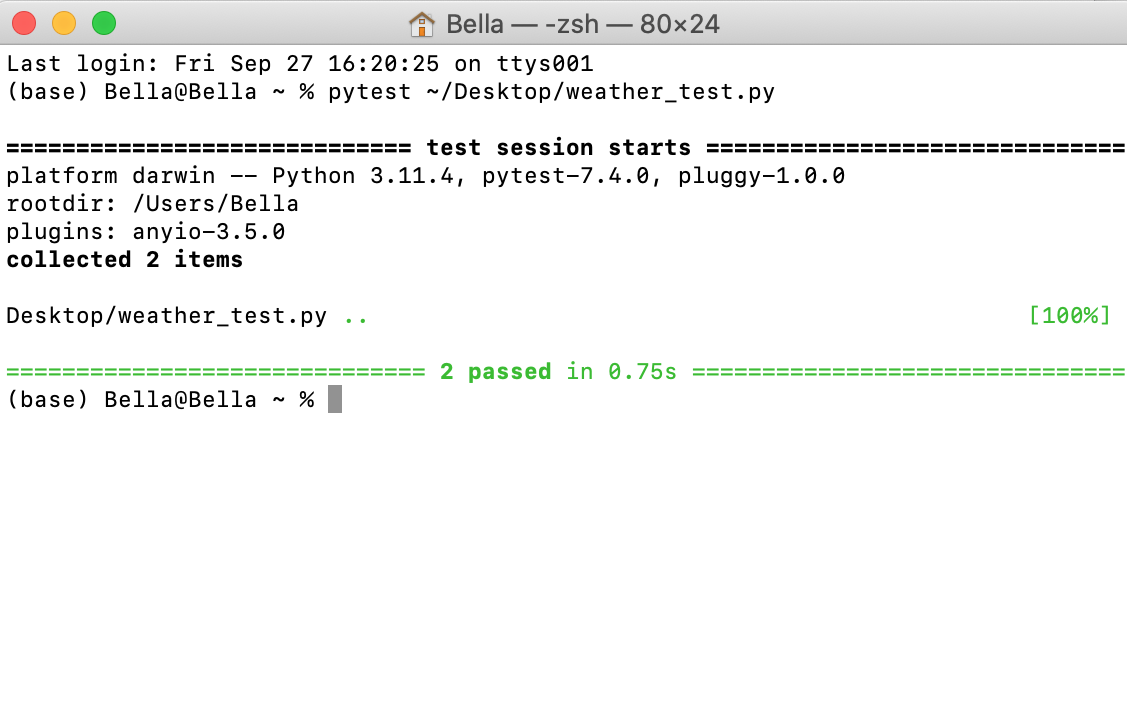 Bella — -zsh — 80×24
Last login: Fri Sep 27 16:20:25 on ttys001
(base) Bella@Bella ~ % pytest ~/Desktop/weather_test.py
============================= test session starts ==============================
platform darwin -- Python 3.11.4, pytest-7.4.0, pluggy-1.0.0
rootdir: /Users/Bella
plugins: anyio-3.5.0
collected 2 items
Desktop/weather_test.py .. [100%]
============================== 2 passed in 0.75s ===============================
(base) Bella@Bella ~ %